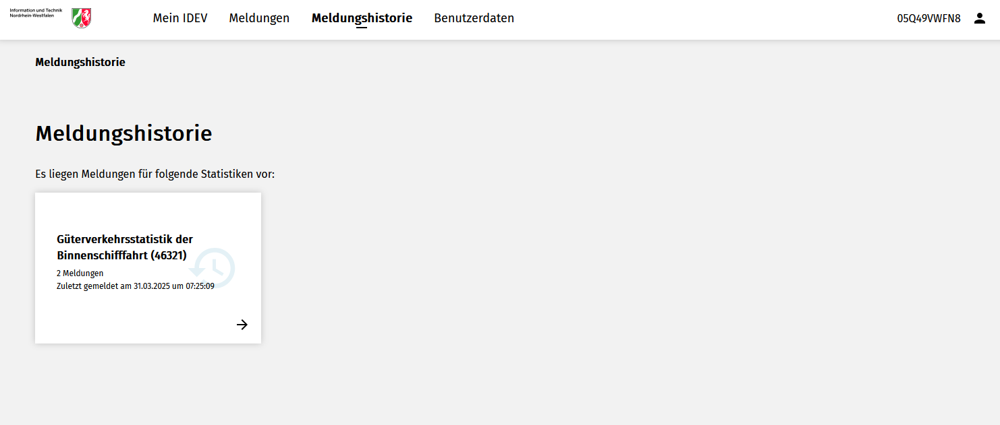 Information und Technik
Nordrhein-Westfalen
Mein IDEV
Meldungen
Meldungshistorie
Benutzerdaten
05Q49VWFN8
Meldungshistorie
Meldungshistorie
Es liegen Meldungen für folgende Statistiken vor:
Güterverkehrsstatistik der
Binnenschifffahrt (46321)
2 Meldungen
Zuletzt gemeldet am 31.03.2025 um 07:25:09